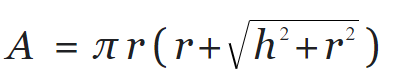 A = πr(r+√(h²+r²))